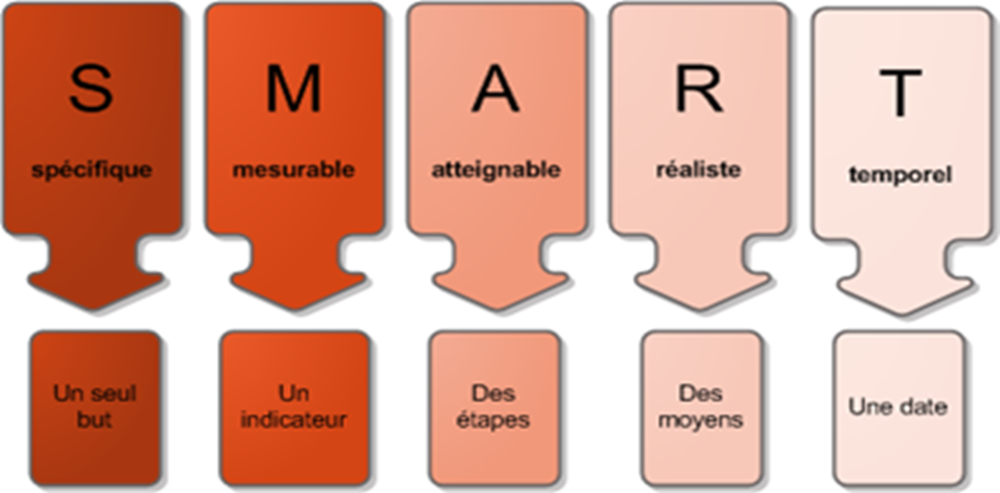 S
spécifique
M
mesurable
A
atteignable
R
réaliste
T
temporel
Un seul
but
Un
indicateur
Des
étapes
Des
moyens
Une date